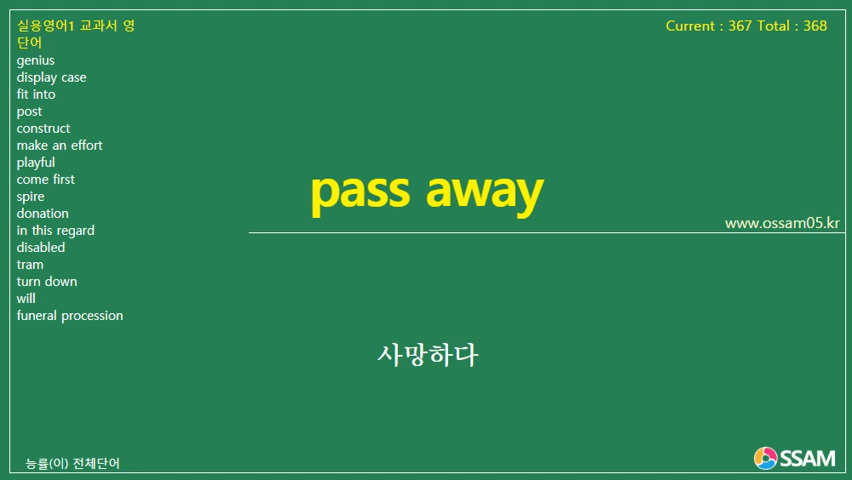 실용영어1 교과서 영
단어
genius
display case
fit into
post
construct
make an effort
playful
come first
spire
donation
in this regard
disabled
tram
turn down
will
funeral procession
Current : 367 Total : 368
pass away
www.ossam05.kr
사망하다
능률(이) 전체단어
OSSAM